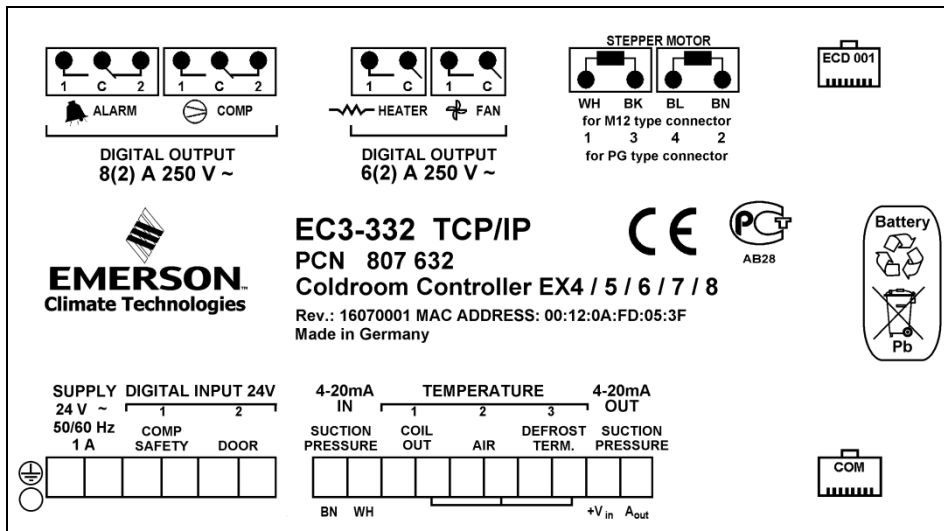 STEPPER MOTOR
ECD 001
1 C 2 1 C 2 1 C 1 C
WH BK BL BN
ALARM COMP HEATER FAN
for M12 type connector
1 3 4 2
for PG type connector
DIGITAL OUTPUT
8(2) A 250 V ~
DIGITAL OUTPUT
6(2) A 250 V ~
EMERSON™
Climate Technologies
EC3-332 TCP/IP
PCN 807 632
Coldroom Controller EX4 / 5 / 6 / 7 / 8
Rev.: 16070001 MAC ADDRESS: 00:12:0A:FD:05:3F
Made in Germany
CE
РСТ
AB28
Battery
Pb
SUPPLY
24 V ~
50/60 Hz
1 A
DIGITAL INPUT 24V
1 2
COMP
SAFETY
DOOR
4-20mA
IN
SUCTION
PRESSURE
TEMPERATURE
1 2 3
COIL
OUT
AIR
DEFROST
TERM.
4-20mA
OUT
SUCTION
PRESSURE
BN WH
+V in A out
COM